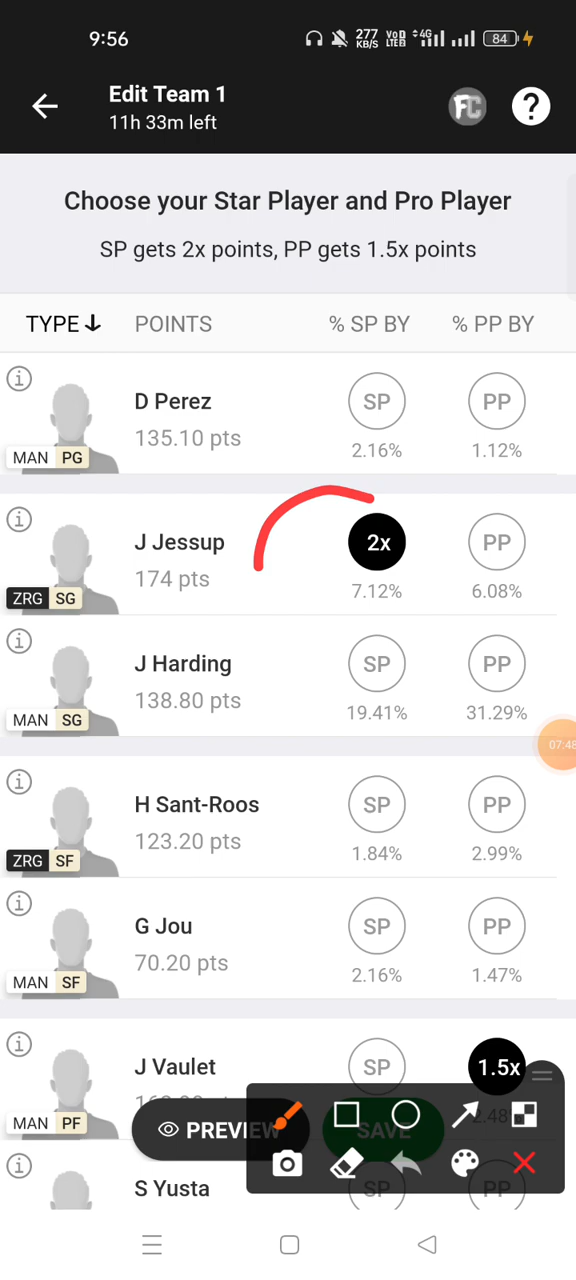 9:56
277 KB/S
VoD LTE
4G
84
Edit Team 1
11h 33m left
FC
?
Choose your Star Player and Pro Player
SP gets 2x points, PP gets 1.5x points
TYPE POINTS % SP BY % PP BY
D Perez
135.10 pts
MAN PG
SP
2.16%
PP
1.12%
J Jessup
174 pts
ZRG SG
2x
7.12%
PP
6.08%
J Harding
138.80 pts
MAN SG
SP
19.41%
PP
31.29%
07:48
H Sant-Roos
123.20 pts
ZRG SF
SP
1.84%
PP
2.99%
G Jou
70.20 pts
MAN SF
SP
2.16%
PP
1.47%
J Vaulet
MAN PF
SP
1.5x
PREVIEW
SAVE
S Yusta
SP
PP